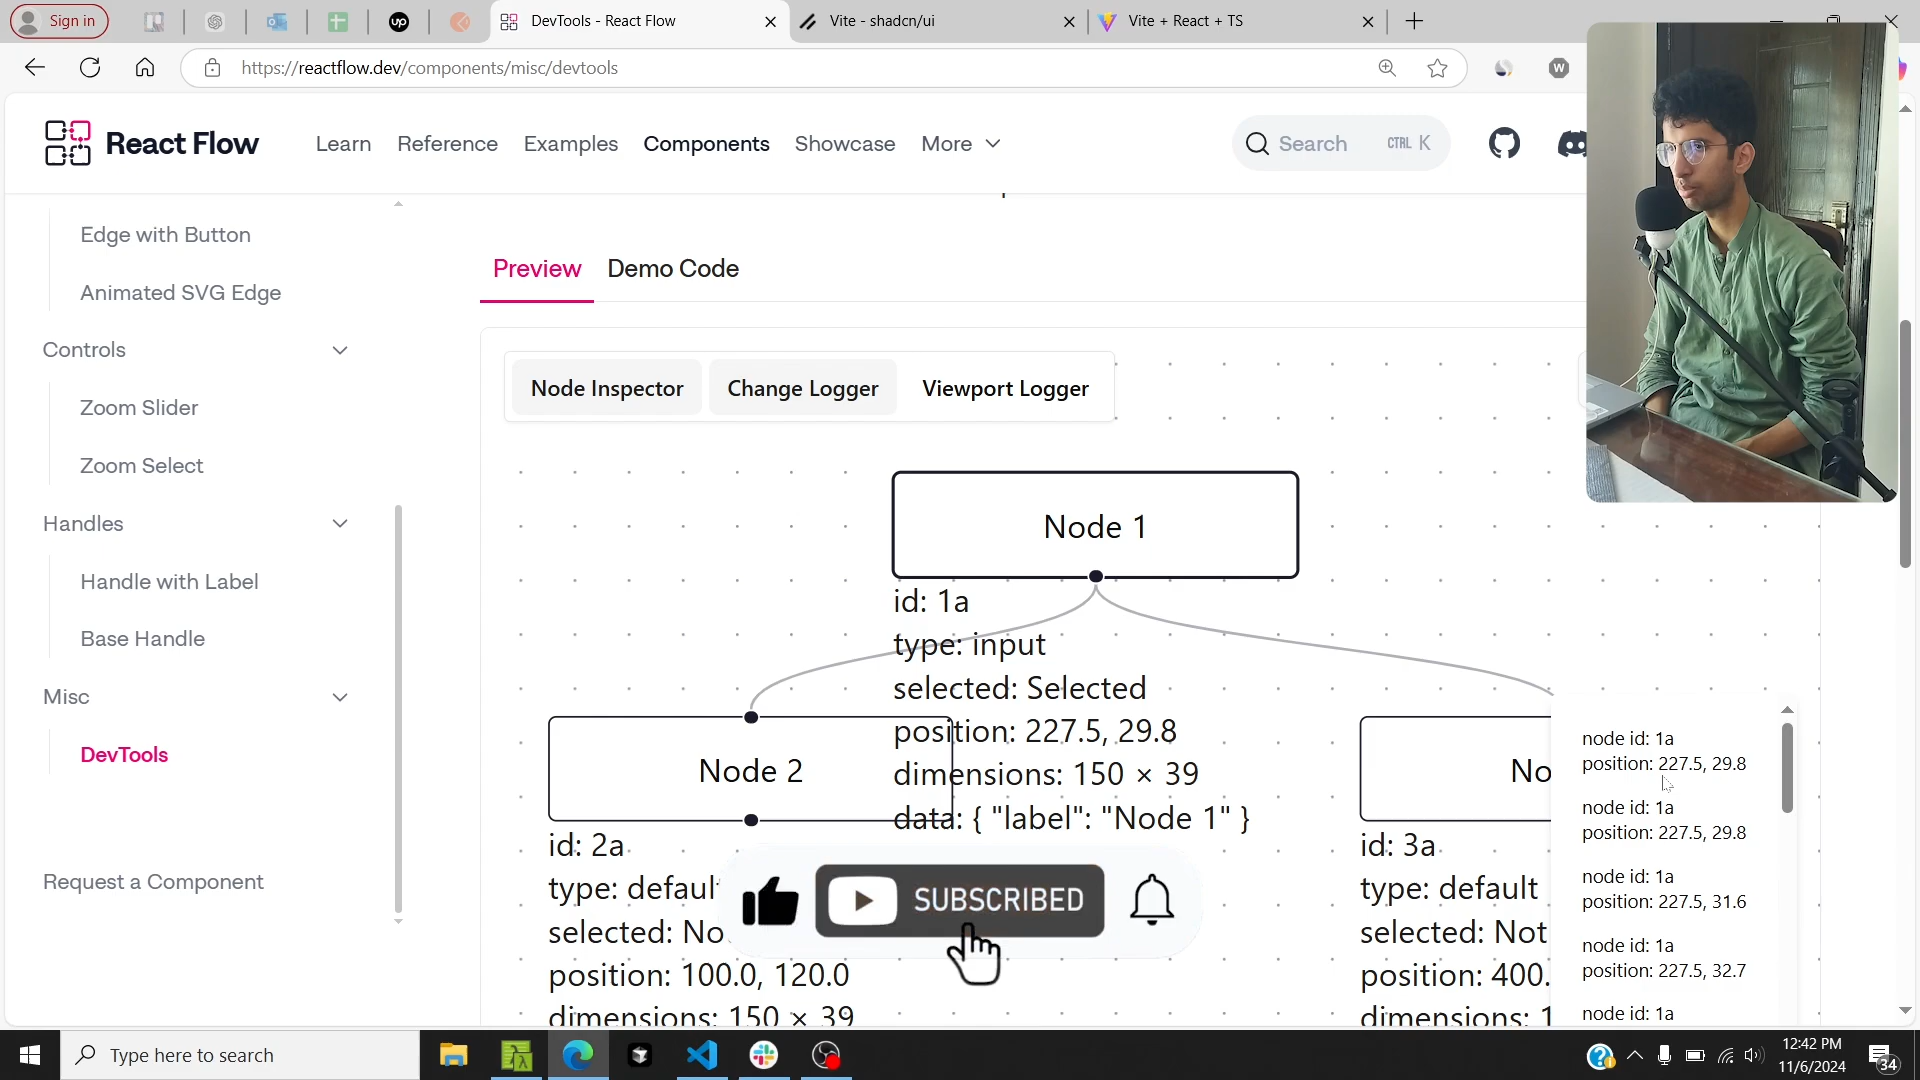 Sign in
up
DevTools - React Flow
Vite - shadcn/ui
Vite + React + TS
https://reactflow.dev/components/misc/devtools
W
React Flow
Learn
Reference
Examples
Components
Showcase
More
Search
CTRL K
Edge with Button
Animated SVG Edge
Controls
Zoom Slider
Zoom Select
Handles
Handle with Label
Base Handle
Misc
DevTools
Request a Component
Preview
Demo Code
Node Inspector
Change Logger
Viewport Logger
Node 1
id: 1a
type: input
selected: Selected
position: 227.5, 29.8
dimensions: 150 × 39
data: { "label": "Node 1" }
Node 2
id: 2a
type: default
selected: No
position: 100.0, 120.0
dimensions: 150 × 39
No
id: 3a
type: default
selected: Not
position: 400.
dimensions: 1
node id: 1a
position: 227.5, 29.8
node id: 1a
position: 227.5, 29.8
node id: 1a
position: 227.5, 31.6
node id: 1a
position: 227.5, 32.7
node id: 1a
SUBSCRIBED
Type here to search
12:42 PM
11/6/2024
34